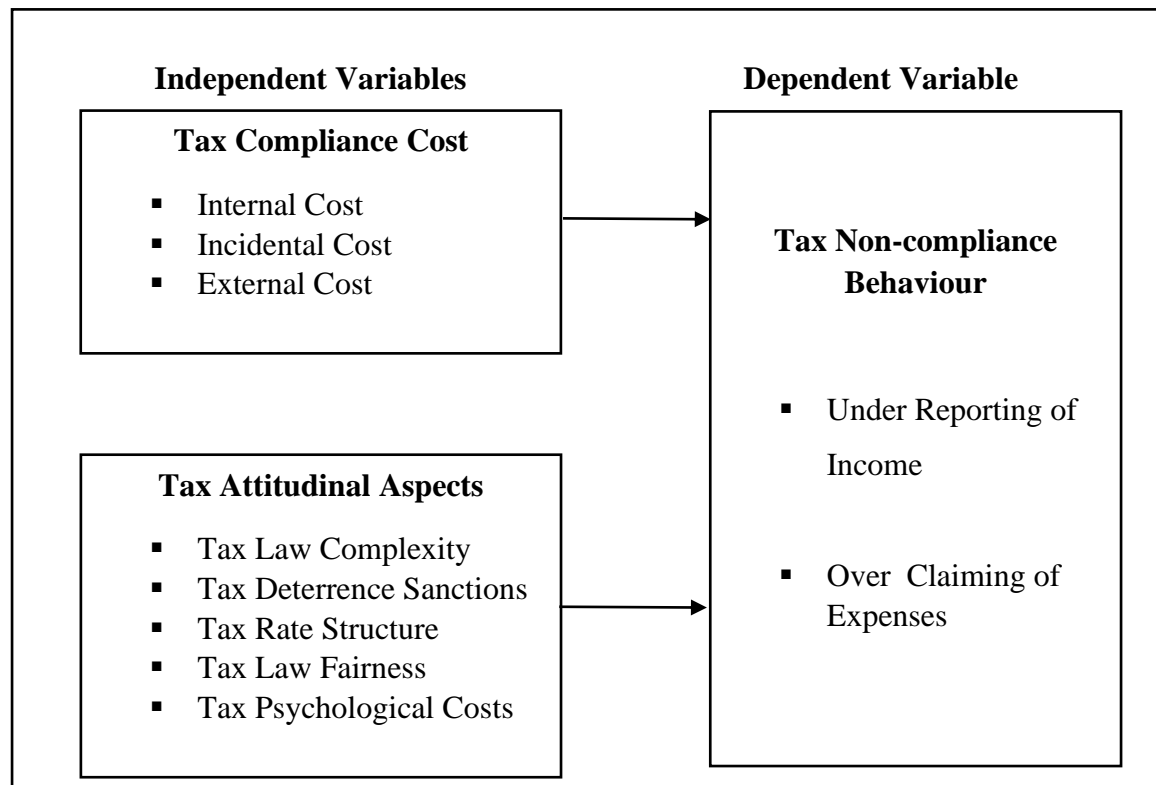 Independent Variables
Tax Compliance Cost
▪ Internal Cost
▪ Incidental Cost
▪ External Cost
Tax Attitudinal Aspects
▪ Tax Law Complexity
▪ Tax Deterrence Sanctions
▪ Tax Rate Structure
▪ Tax Law Fairness
▪ Tax Psychological Costs
Dependent Variable
Tax Non-compliance
Behaviour
▪ Under Reporting of
Income
▪ Over Claiming of
Expenses